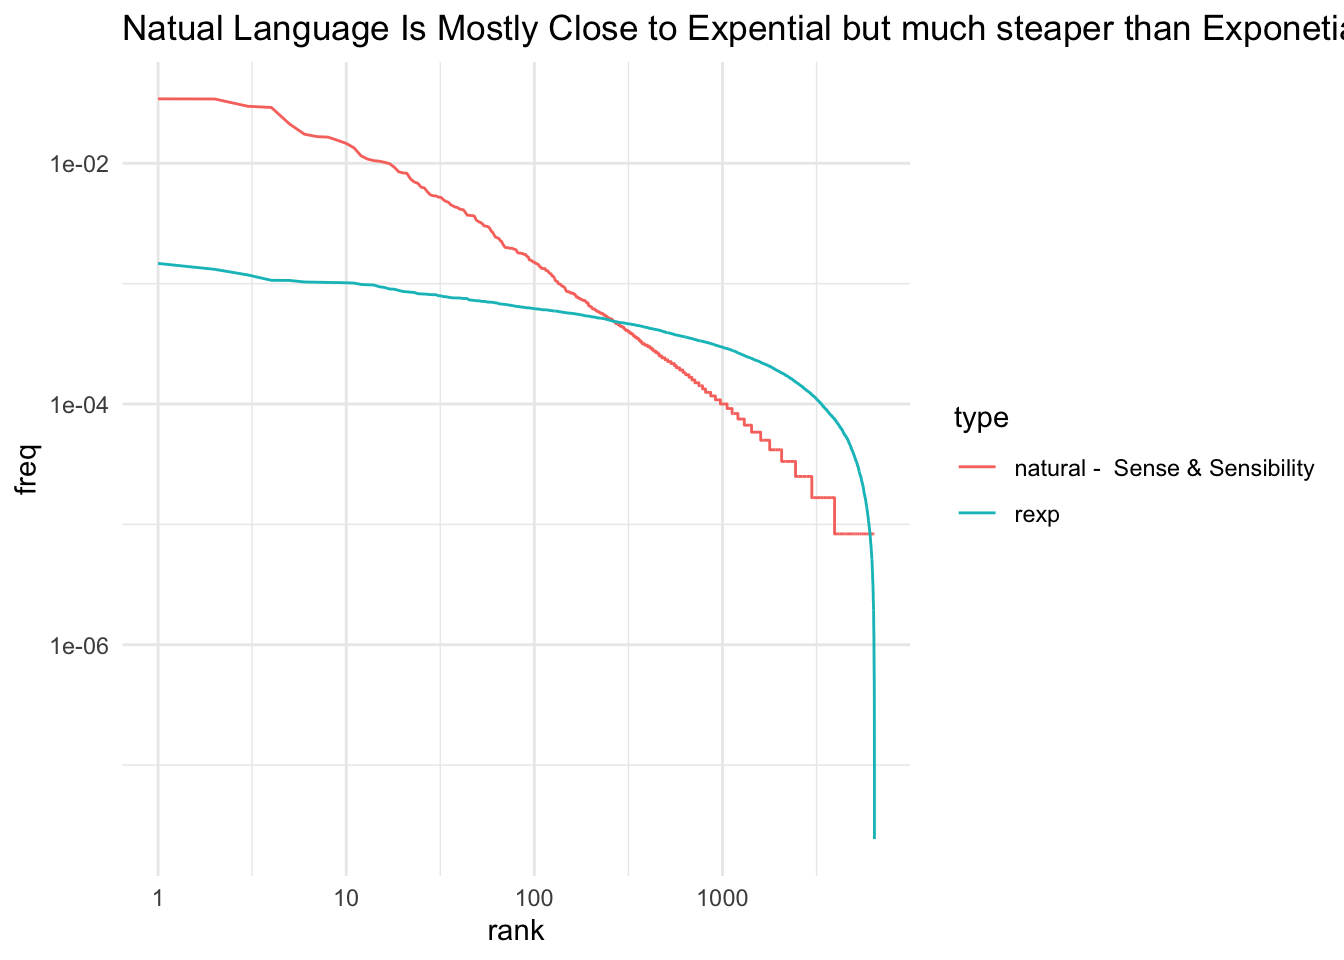 Natual Language Is Mostly Close to Expential but much steaper than Exponetia
1e-02
1e-04
1e-06
freq
1 10 100 1000
rank
type
natural - Sense & Sensibility
rexp